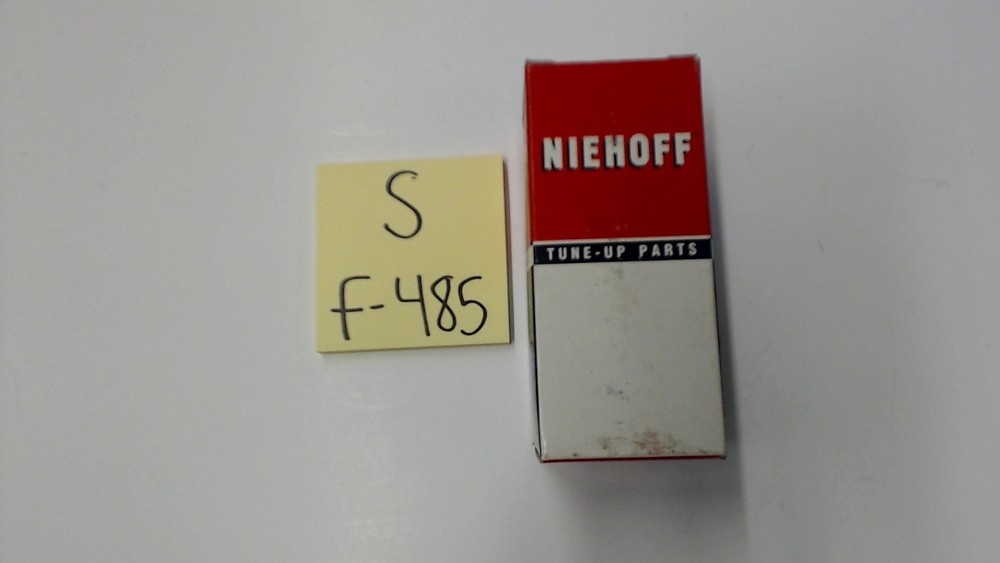 S
F-485
NIEHOFF
TUNE-UP PARTS